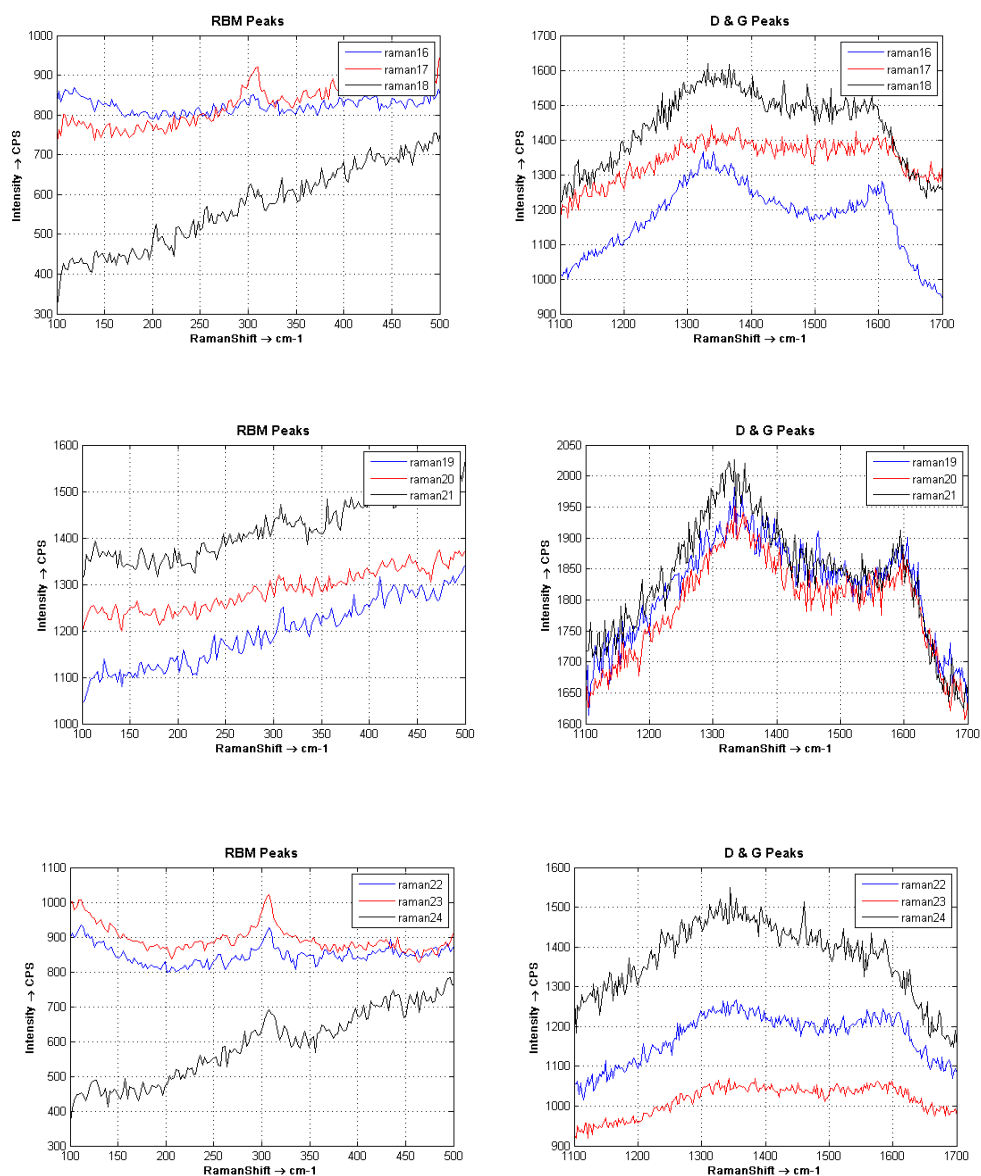 RBM Peaks
1000
900
800
700
600
500
400
300
100 150 200 250 300 350 400 450 500
Intensity → CPS
RamanShift → cm-1
raman16
raman17
raman18
D & G Peaks
1700
1600
1500
1400
1300
1200
1100
1000
900
1100 1200 1300 1400 1500 1600 1700
Intensity → CPS
RamanShift → cm-1
raman16
raman17
raman18
RBM Peaks
1600
1500
1400
1300
1200
1100
1000
100 150 200 250 300 350 400 450 500
Intensity → CPS
RamanShift → cm-1
raman19
raman20
raman21
D & G Peaks
2050
2000
1950
1900
1850
1800
1750
1700
1650
1600
1100 1200 1300 1400 1500 1600 1700
Intensity → CPS
RamanShift → cm-1
raman19
raman20
raman21
RBM Peaks
1100
1000
900
800
700
600
500
400
300
100 150 200 250 300 350 400 450 500
Intensity → CPS
RamanShift → cm-1
raman22
raman23
raman24
D & G Peaks
1600
1500
1400
1300
1200
1100
1000
900
1100 1200 1300 1400 1500 1600 1700
Intensity → CPS
RamanShift → cm-1
raman22
raman23
raman24